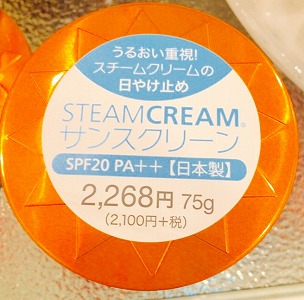 うるおい重視!
スチームクリームの
日やけ止め
STEAMCREAM®
サンスクリーン
SPF20 PA++【日本製】
2,268円 75g
(2,100円+税)